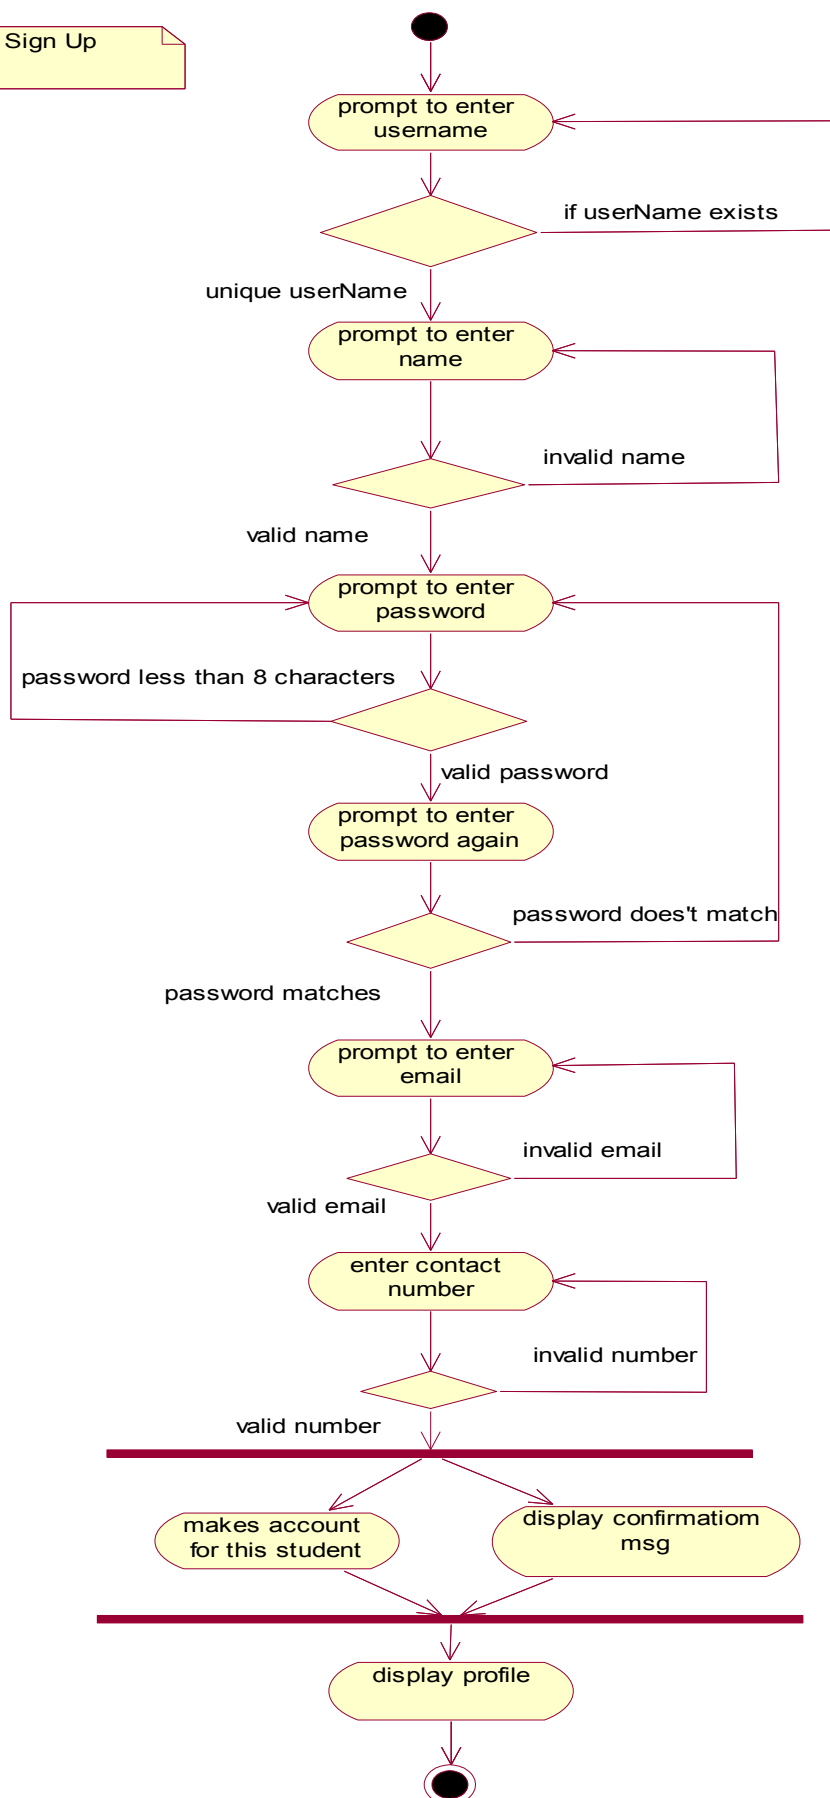 Sign Up
prompt to enter
username
if userName exists
unique userName
prompt to enter
name
invalid name
valid name
prompt to enter
password
password less than 8 characters
valid password
prompt to enter
password again
password does't match
password matches
prompt to enter
email
invalid email
valid email
enter contact
number
invalid number
valid number
makes account
for this student
display confirmatiom
msg
display profile